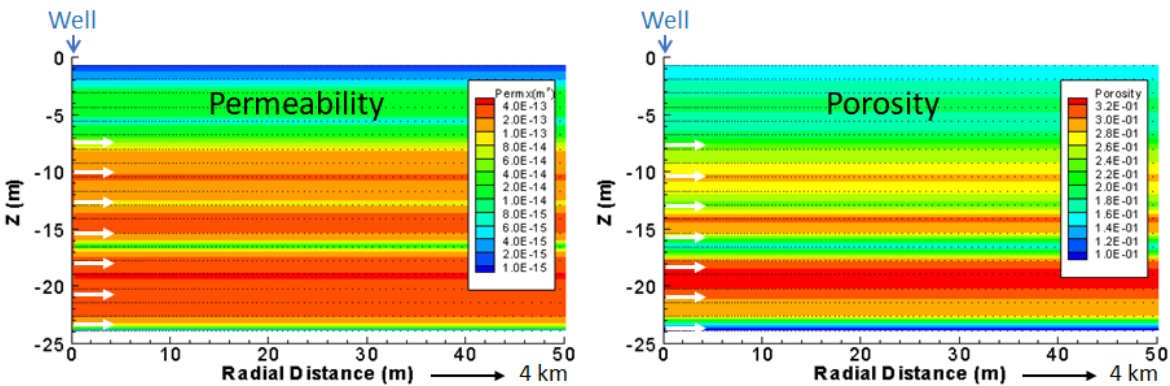 Well
0
-5
-10
-15
-20
-25
Z (m)
Permeability
Permx(m²)
4.0E-13
2.0E-13
1.0E-13
8.0E-14
6.0E-14
4.0E-14
2.0E-14
1.0E-14
8.0E-15
6.0E-15
4.0E-15
2.0E-15
1.0E-15
0 10 20 30 40 50
Radial Distance (m) 4 km
Well
0
-5
-10
-15
-20
-25
Z (m)
Porosity
Porosity
3.2E-01
3.0E-01
2.8E-01
2.6E-01
2.4E-01
2.2E-01
2.0E-01
1.8E-01
1.6E-01
1.4E-01
1.2E-01
1.0E-01
0 10 20 30 40 50
Radial Distance (m) 4 km